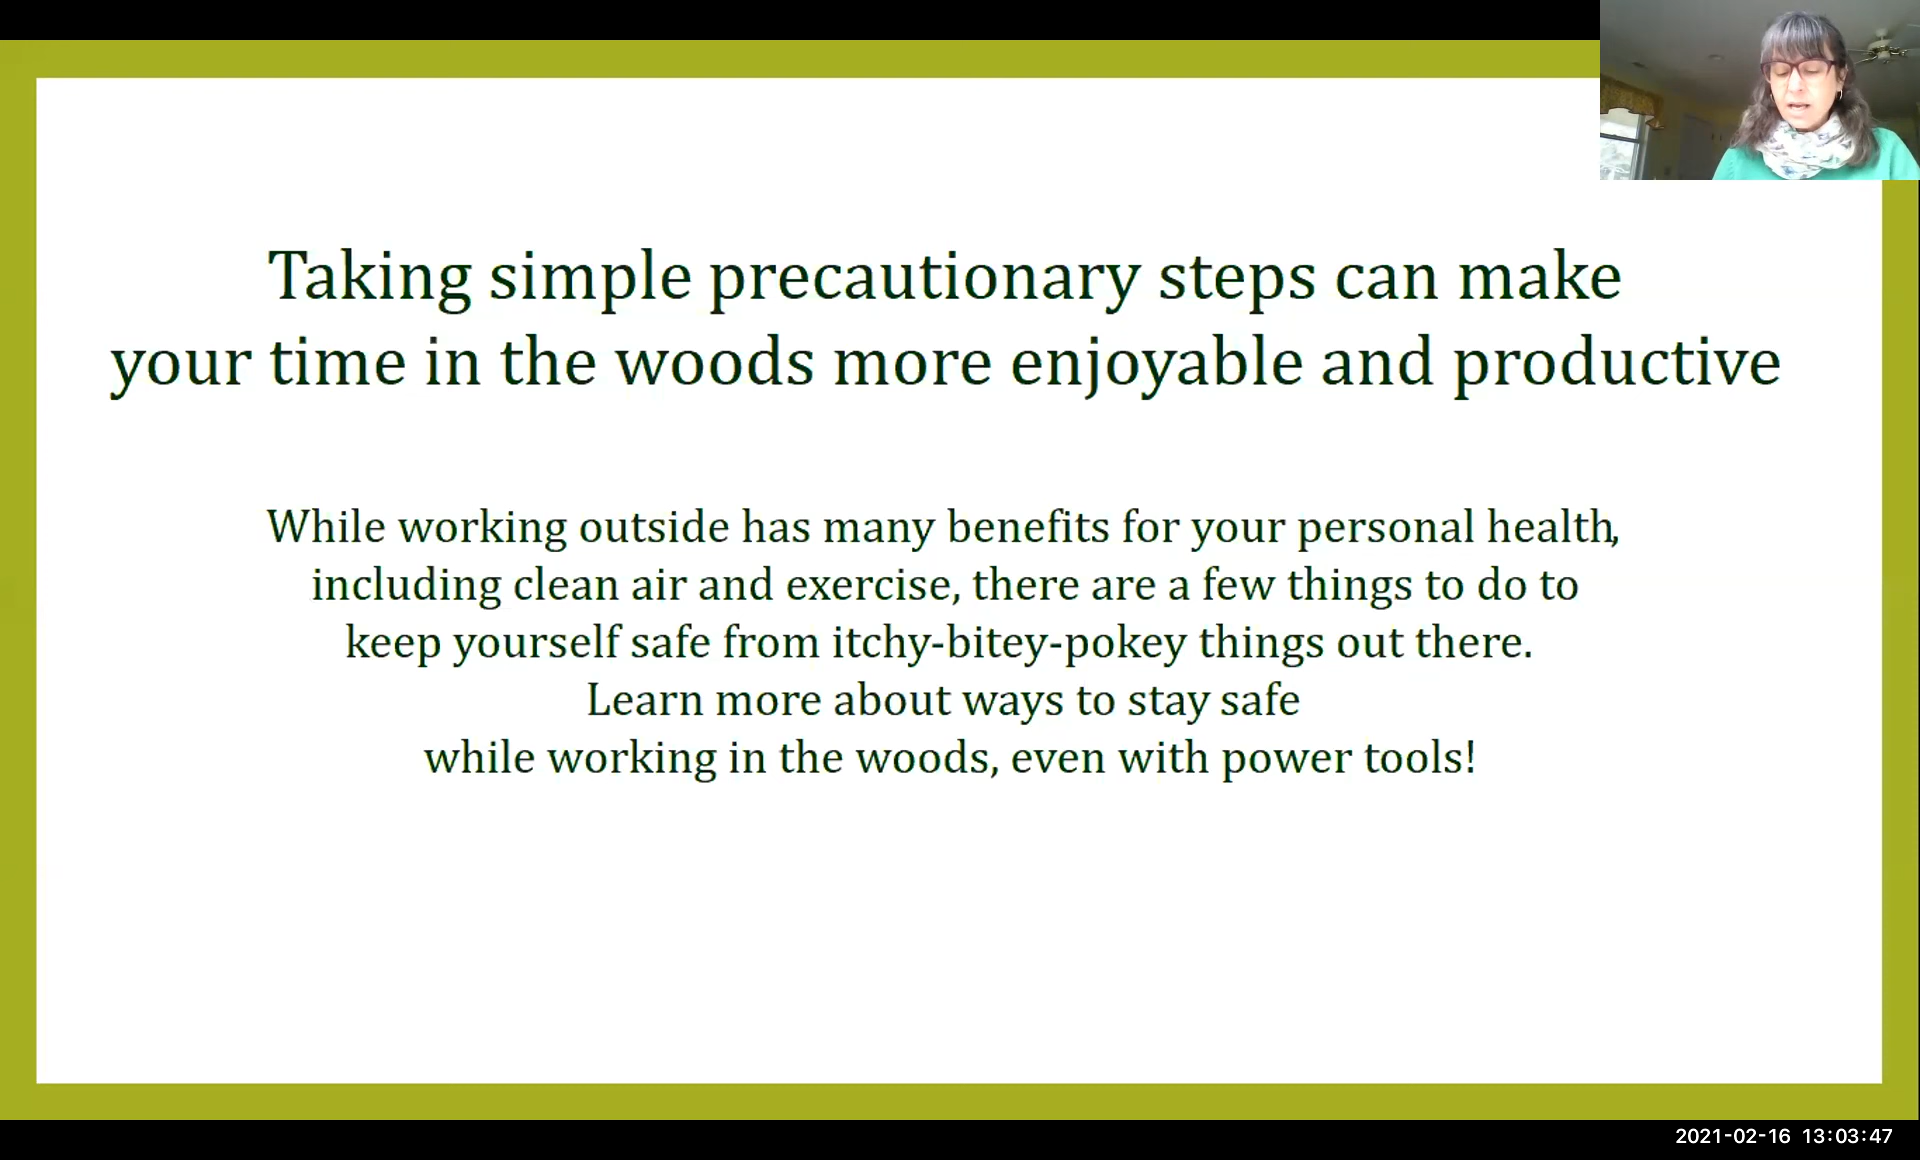 Taking simple precautionary steps can make
your time in the woods more enjoyable and productive
While working outside has many benefits for your personal health,
including clean air and exercise, there are a few things to do to
keep yourself safe from itchy-bitey-pokey things out there.
Learn more about ways to stay safe
while working in the woods, even with power tools!
2021-02-16 13:03:47